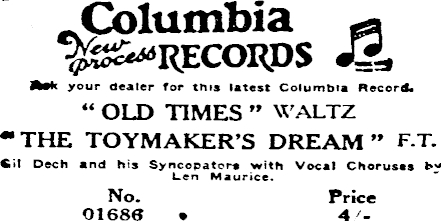 Columbia
New process RECORDS
Ask your dealer for this latest Columbia Record.
"OLD TIMES" WALTZ
"THE TOYMAKER'S DREAM" F.T.
Gil Dech and his Syncopators with Vocal Choruses by
Len Maurice.
No. Price
01686 • 4/-